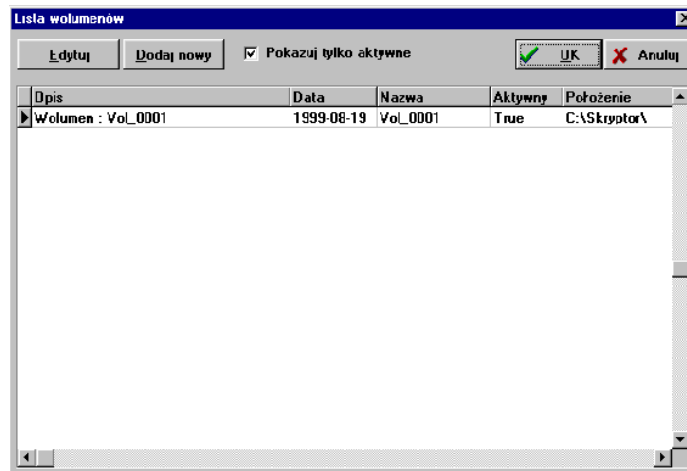 Lista wolumenów
Edytuj Dodaj nowy Pokazuj tylko aktywne OK Anuluj
Opis Data Nazwa Aktywny Położenie
Wolumen : Vol_0001 1999-08-19 Vol_0001 True C:\Skryptor\